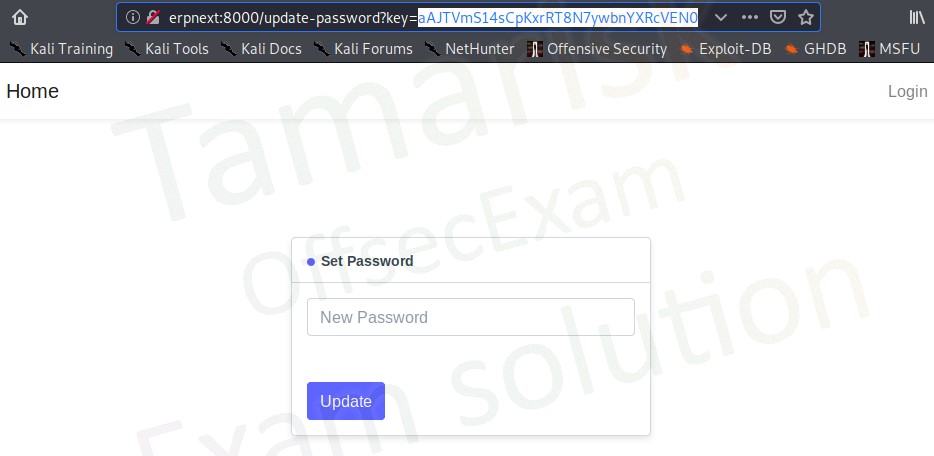 erpnext:8000/update-password?key=aAJTVmS14sCpKxrRT8N7ywbnYXRcVEN0
Kali Training Kali Tools Kali Docs Kali Forums NetHunter Offensive Security Exploit-DB GHDB MSFU
Home Login
Tamarisk
OffsecExam
Set Password
New Password
Exam solution
Update